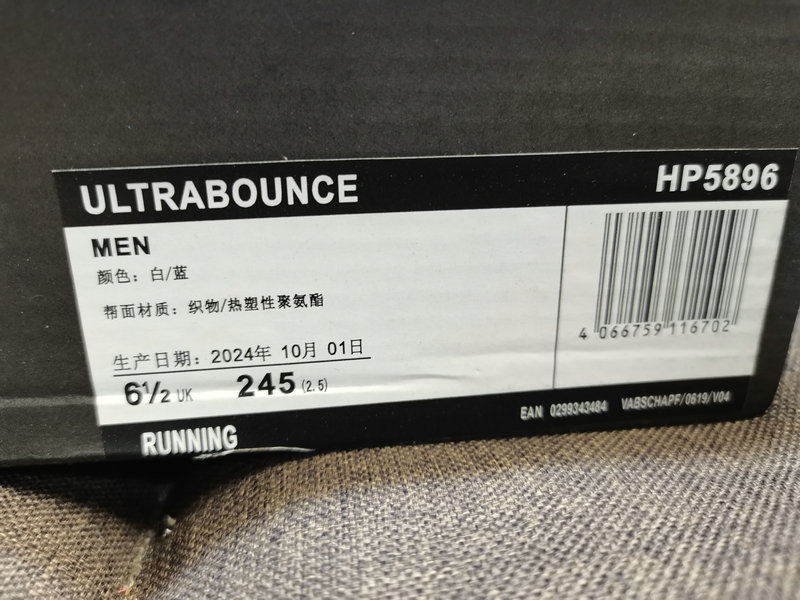 ULTRABOUNCE
HP5896
MEN
颜色：白/蓝
帮面材质：织物/热塑性聚氨酯
生产日期：2024年 10月 01日
6½ UK 245 (2.5)
4 066759 116702
RUNNING
EAN 0299343484 VABSCHAPF/0619/V04